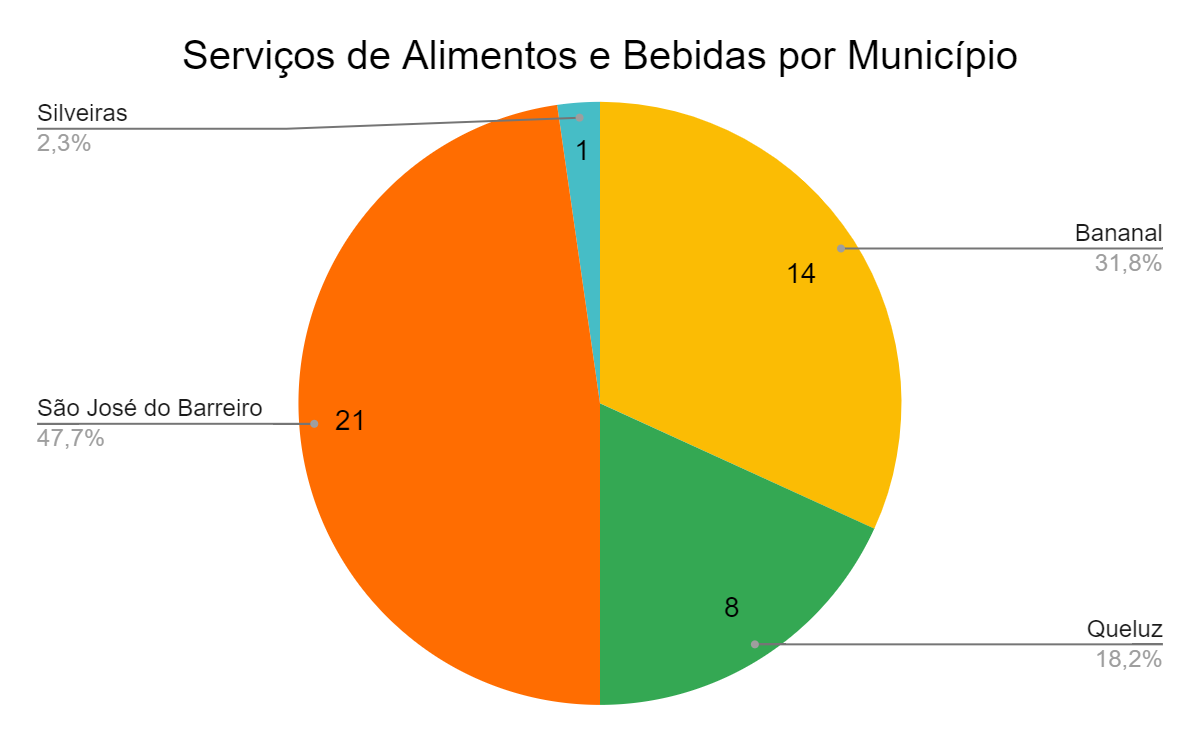 Serviços de Alimentos e Bebidas por Município
Silveiras
2,3%
1
Bananal
31,8%
14
São José do Barreiro
47,7%
21
8
Queluz
18,2%